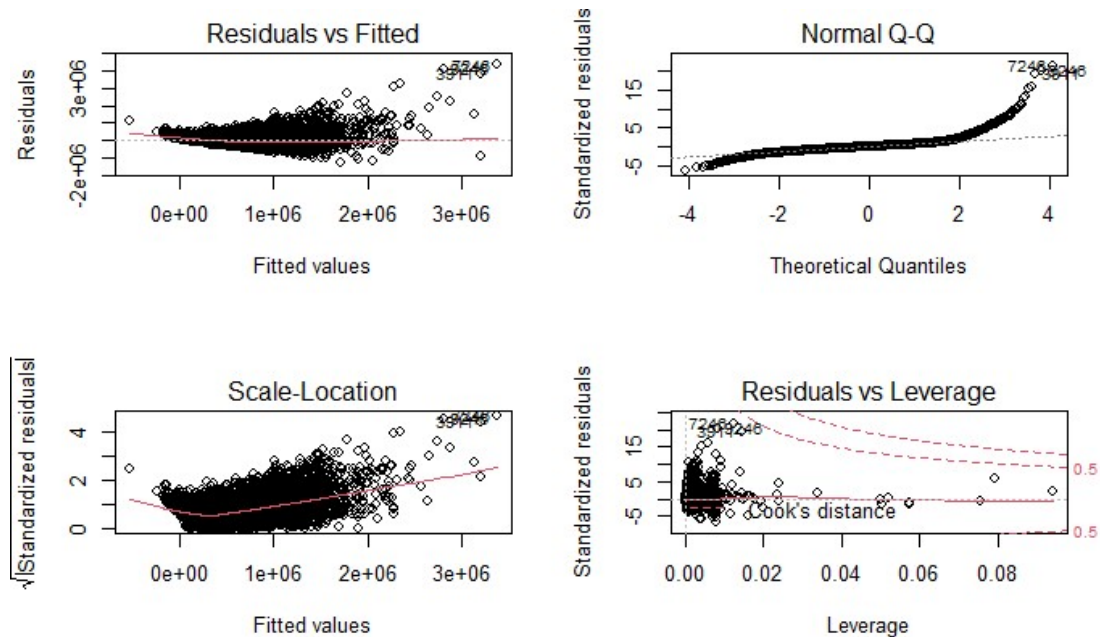 Residuals vs Fitted
Residuals
-2e+06 3e+06
0e+00 1e+06 2e+06 3e+06
Fitted values
Normal Q-Q
Standardized residuals
-5 5 15
7246
-4 -2 0 2 4
Theoretical Quantiles
Scale-Location
√|Standardized residuals|
0 2 4
0e+00 1e+06 2e+06 3e+06
Fitted values
Residuals vs Leverage
Standardized residuals
-5 5 15
7246
Cook's distance
0.5
0.5
0.00 0.02 0.04 0.06 0.08
Leverage